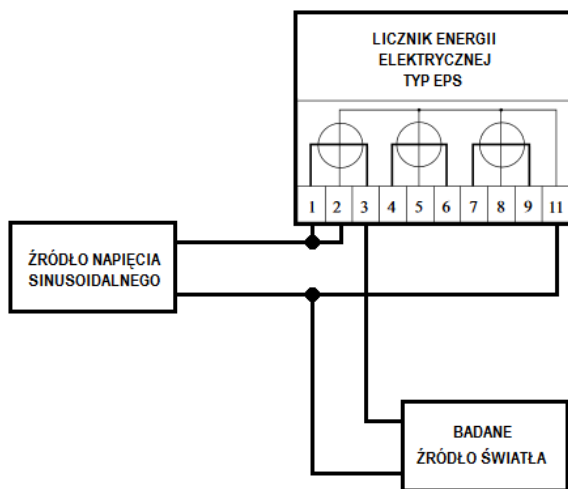 LICZNIK ENERGII
ELEKTRYCZNEJ
TYP EPS
1 2 3 4 5 6 7 8 9 11
ŹRÓDŁO NAPIĘCIA
SINUSOIDALNEGO
BADANE
ŹRÓDŁO ŚWIATŁA